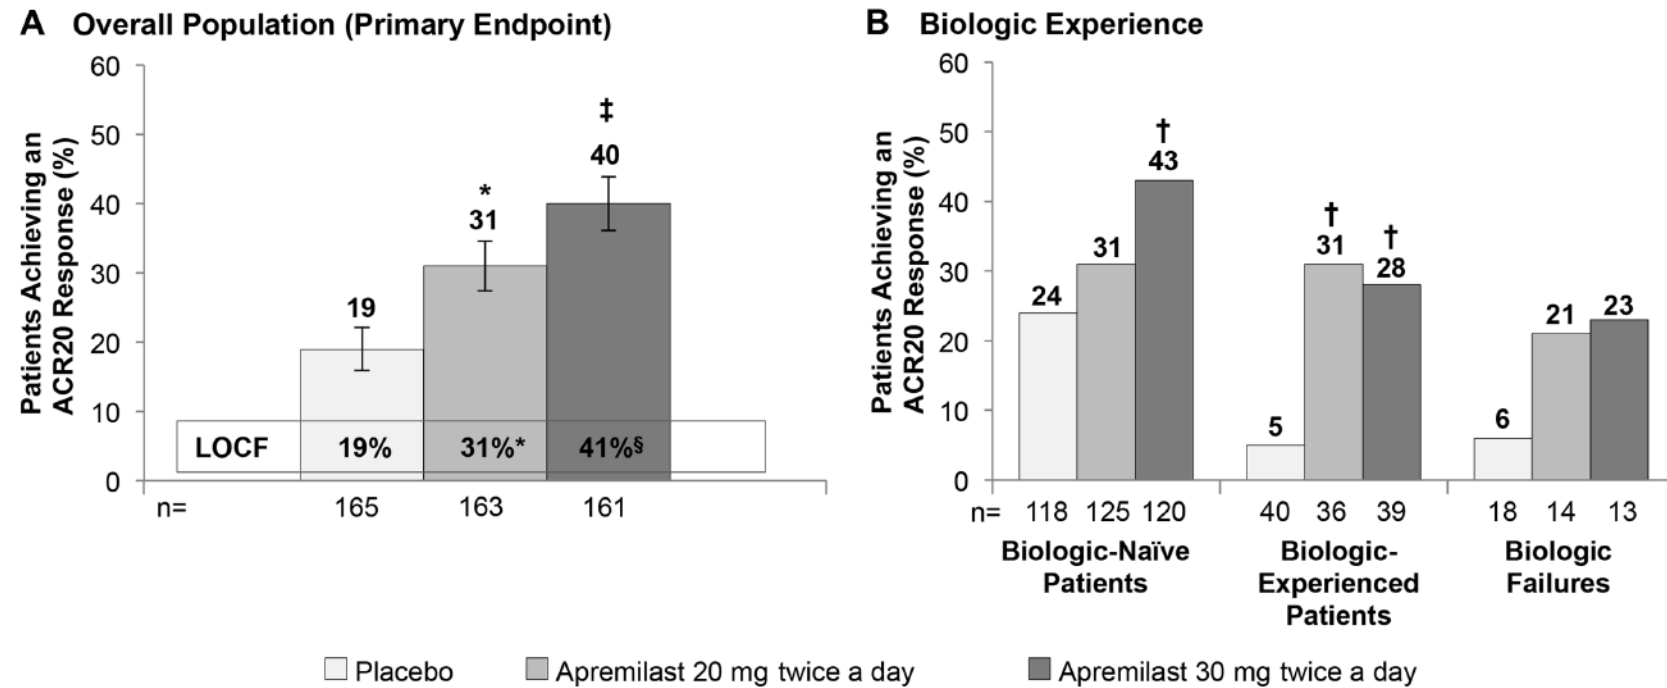 A Overall Population (Primary Endpoint)
Patients Achieving an
ACR20 Response (%)
60
50
40
30
20
10
0
‡
40
*
31
19
LOCF 19% 31%* 41%§
n= 165 163 161
B Biologic Experience
Patients Achieving an
ACR20 Response (%)
60
50
40
30
20
10
0
24
31
†
43
5
†
31
†
28
6
21
23
n= 118 125 120 40 36 39 18 14 13
Biologic-Naïve
Patients
Biologic-
Experienced
Patients
Biologic
Failures
Placebo
Apremilast 20 mg twice a day
Apremilast 30 mg twice a day